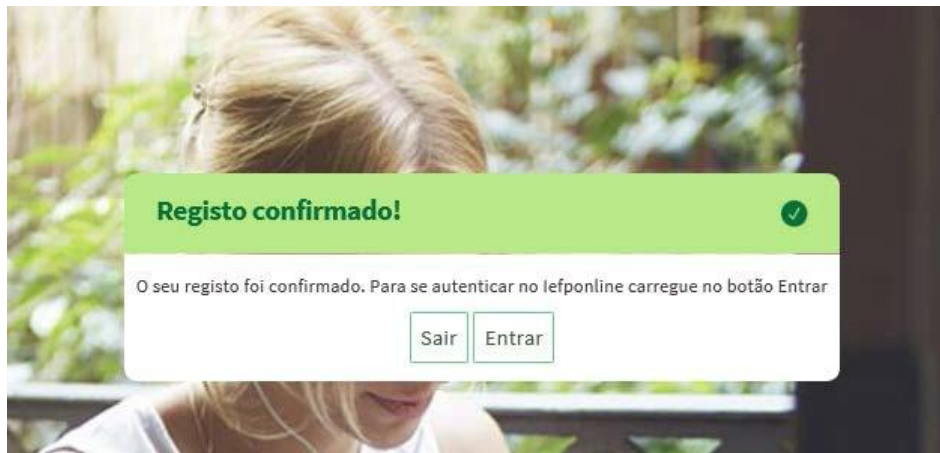 Registo confirmado!
O seu registo foi confirmado. Para se autenticar no Iefponline carregue no botão Entrar
Sair Entrar